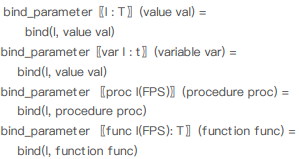 bind_parameter 〖I : T〗 (value val) =
bind(I, value val)
bind_parameter 〖var I : t〗 (variable var) =
bind(I, value val)
bind_parameter 〖proc I(FPS)〗 (procedure proc) =
bind(I, procedure proc)
bind_parameter 〖func I(FPS): T〗 (function func) =
bind(I, function func)